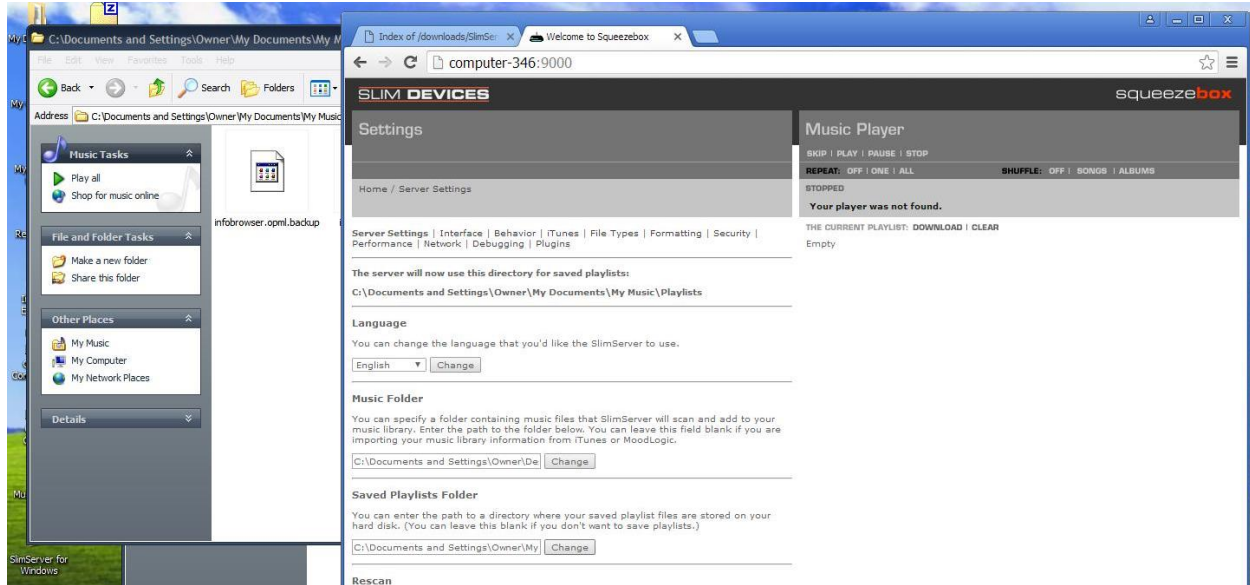 Z
C:\Documents and Settings\Owner\My Documents\My M
File Edit View Favorites Tools Help
Back Search Folders
Address C:\Documents and Settings\Owner\My Documents\My Music
Music Tasks
Play all
Shop for music online
infobrowser.opml.backup
File and Folder Tasks
Make a new folder
Share this folder
Other Places
My Music
My Computer
My Network Places
Details
SlimServer for
Windows
Index of /downloads/SlimSer
Welcome to Squeezebox
computer-346:9000
SLIM DEVICES
squeezebox
Settings
Home / Server Settings
Server Settings | Interface | Behavior | iTunes | File Types | Formatting | Security |
Performance | Network | Debugging | Plugins
The server will now use this directory for saved playlists:
C:\Documents and Settings\Owner\My Documents\My Music\Playlists
Language
You can change the language that you'd like the SlimServer to use.
English Change
Music Folder
You can specify a folder containing music files that SlimServer will scan and add to your
music library. Enter the path to the folder below. You can leave this field blank if you are
importing your music library information from iTunes or MoodLogic.
C:\Documents and Settings\Owner\De Change
Saved Playlists Folder
You can enter the path to a directory where your saved playlist files are stored on your
hard disk. (You can leave this blank if you don't want to save playlists.)
C:\Documents and Settings\Owner\My Change
Rescan
Music Player
SKIP | PLAY | PAUSE | STOP
REPEAT: OFF | ONE | ALL SHUFFLE: OFF | SONGS | ALBUMS
STOPPED
Your player was not found.
THE CURRENT PLAYLIST: DOWNLOAD | CLEAR
Empty